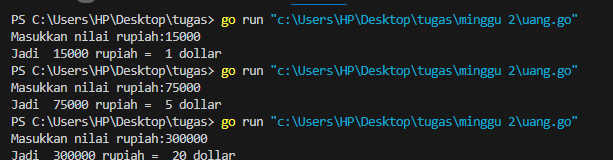 PS C:\Users\HP\Desktop\tugas> go run "c:\Users\HP\Desktop\tugas\minggu 2\uang.go"
Masukkan nilai rupiah:15000
Jadi  15000 rupiah =  1 dollar
PS C:\Users\HP\Desktop\tugas> go run "c:\Users\HP\Desktop\tugas\minggu 2\uang.go"
Masukkan nilai rupiah:75000
Jadi  75000 rupiah =  5 dollar
PS C:\Users\HP\Desktop\tugas> go run "c:\Users\HP\Desktop\tugas\minggu 2\uang.go"
Masukkan nilai rupiah:300000
Jadi  300000 rupiah =  20 dollar